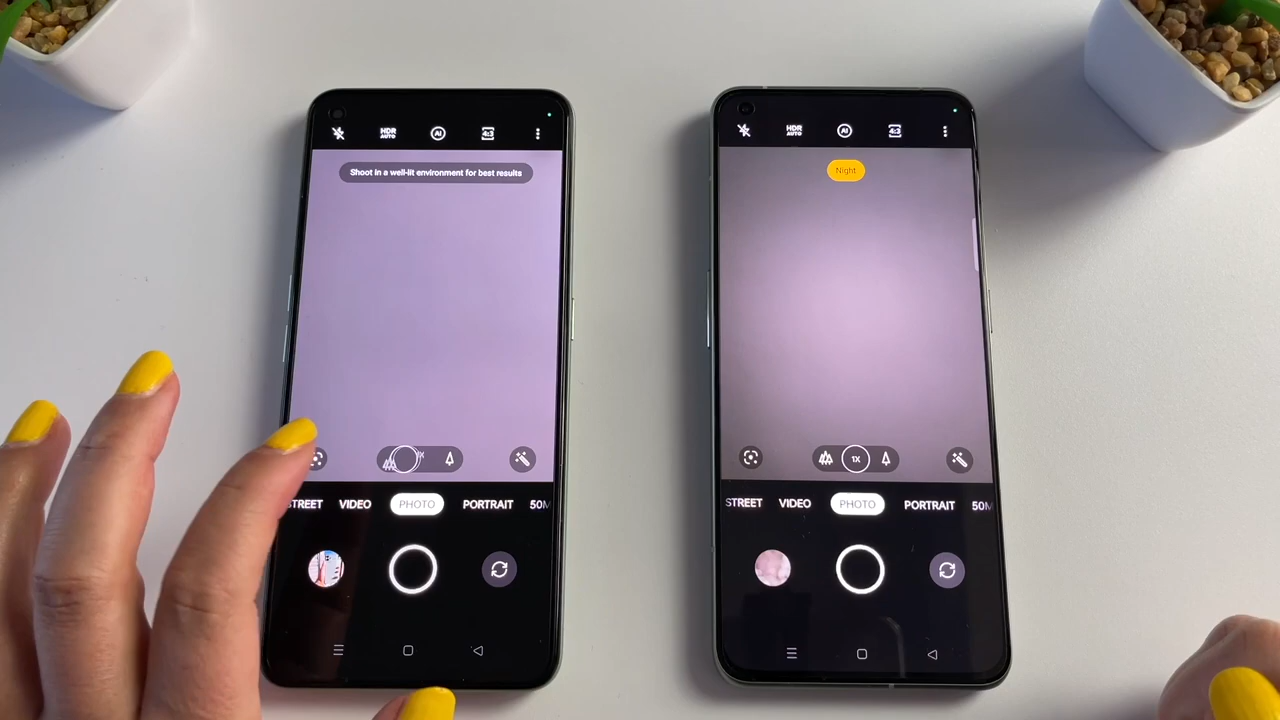 HDR
AUTO
AI
4:3
Shoot in a well-lit environment for best results
STREET
VIDEO
PHOTO
PORTRAIT
50M
HDR
AUTO
AI
4:3
Night
1X
STREET
VIDEO
PHOTO
PORTRAIT
50M